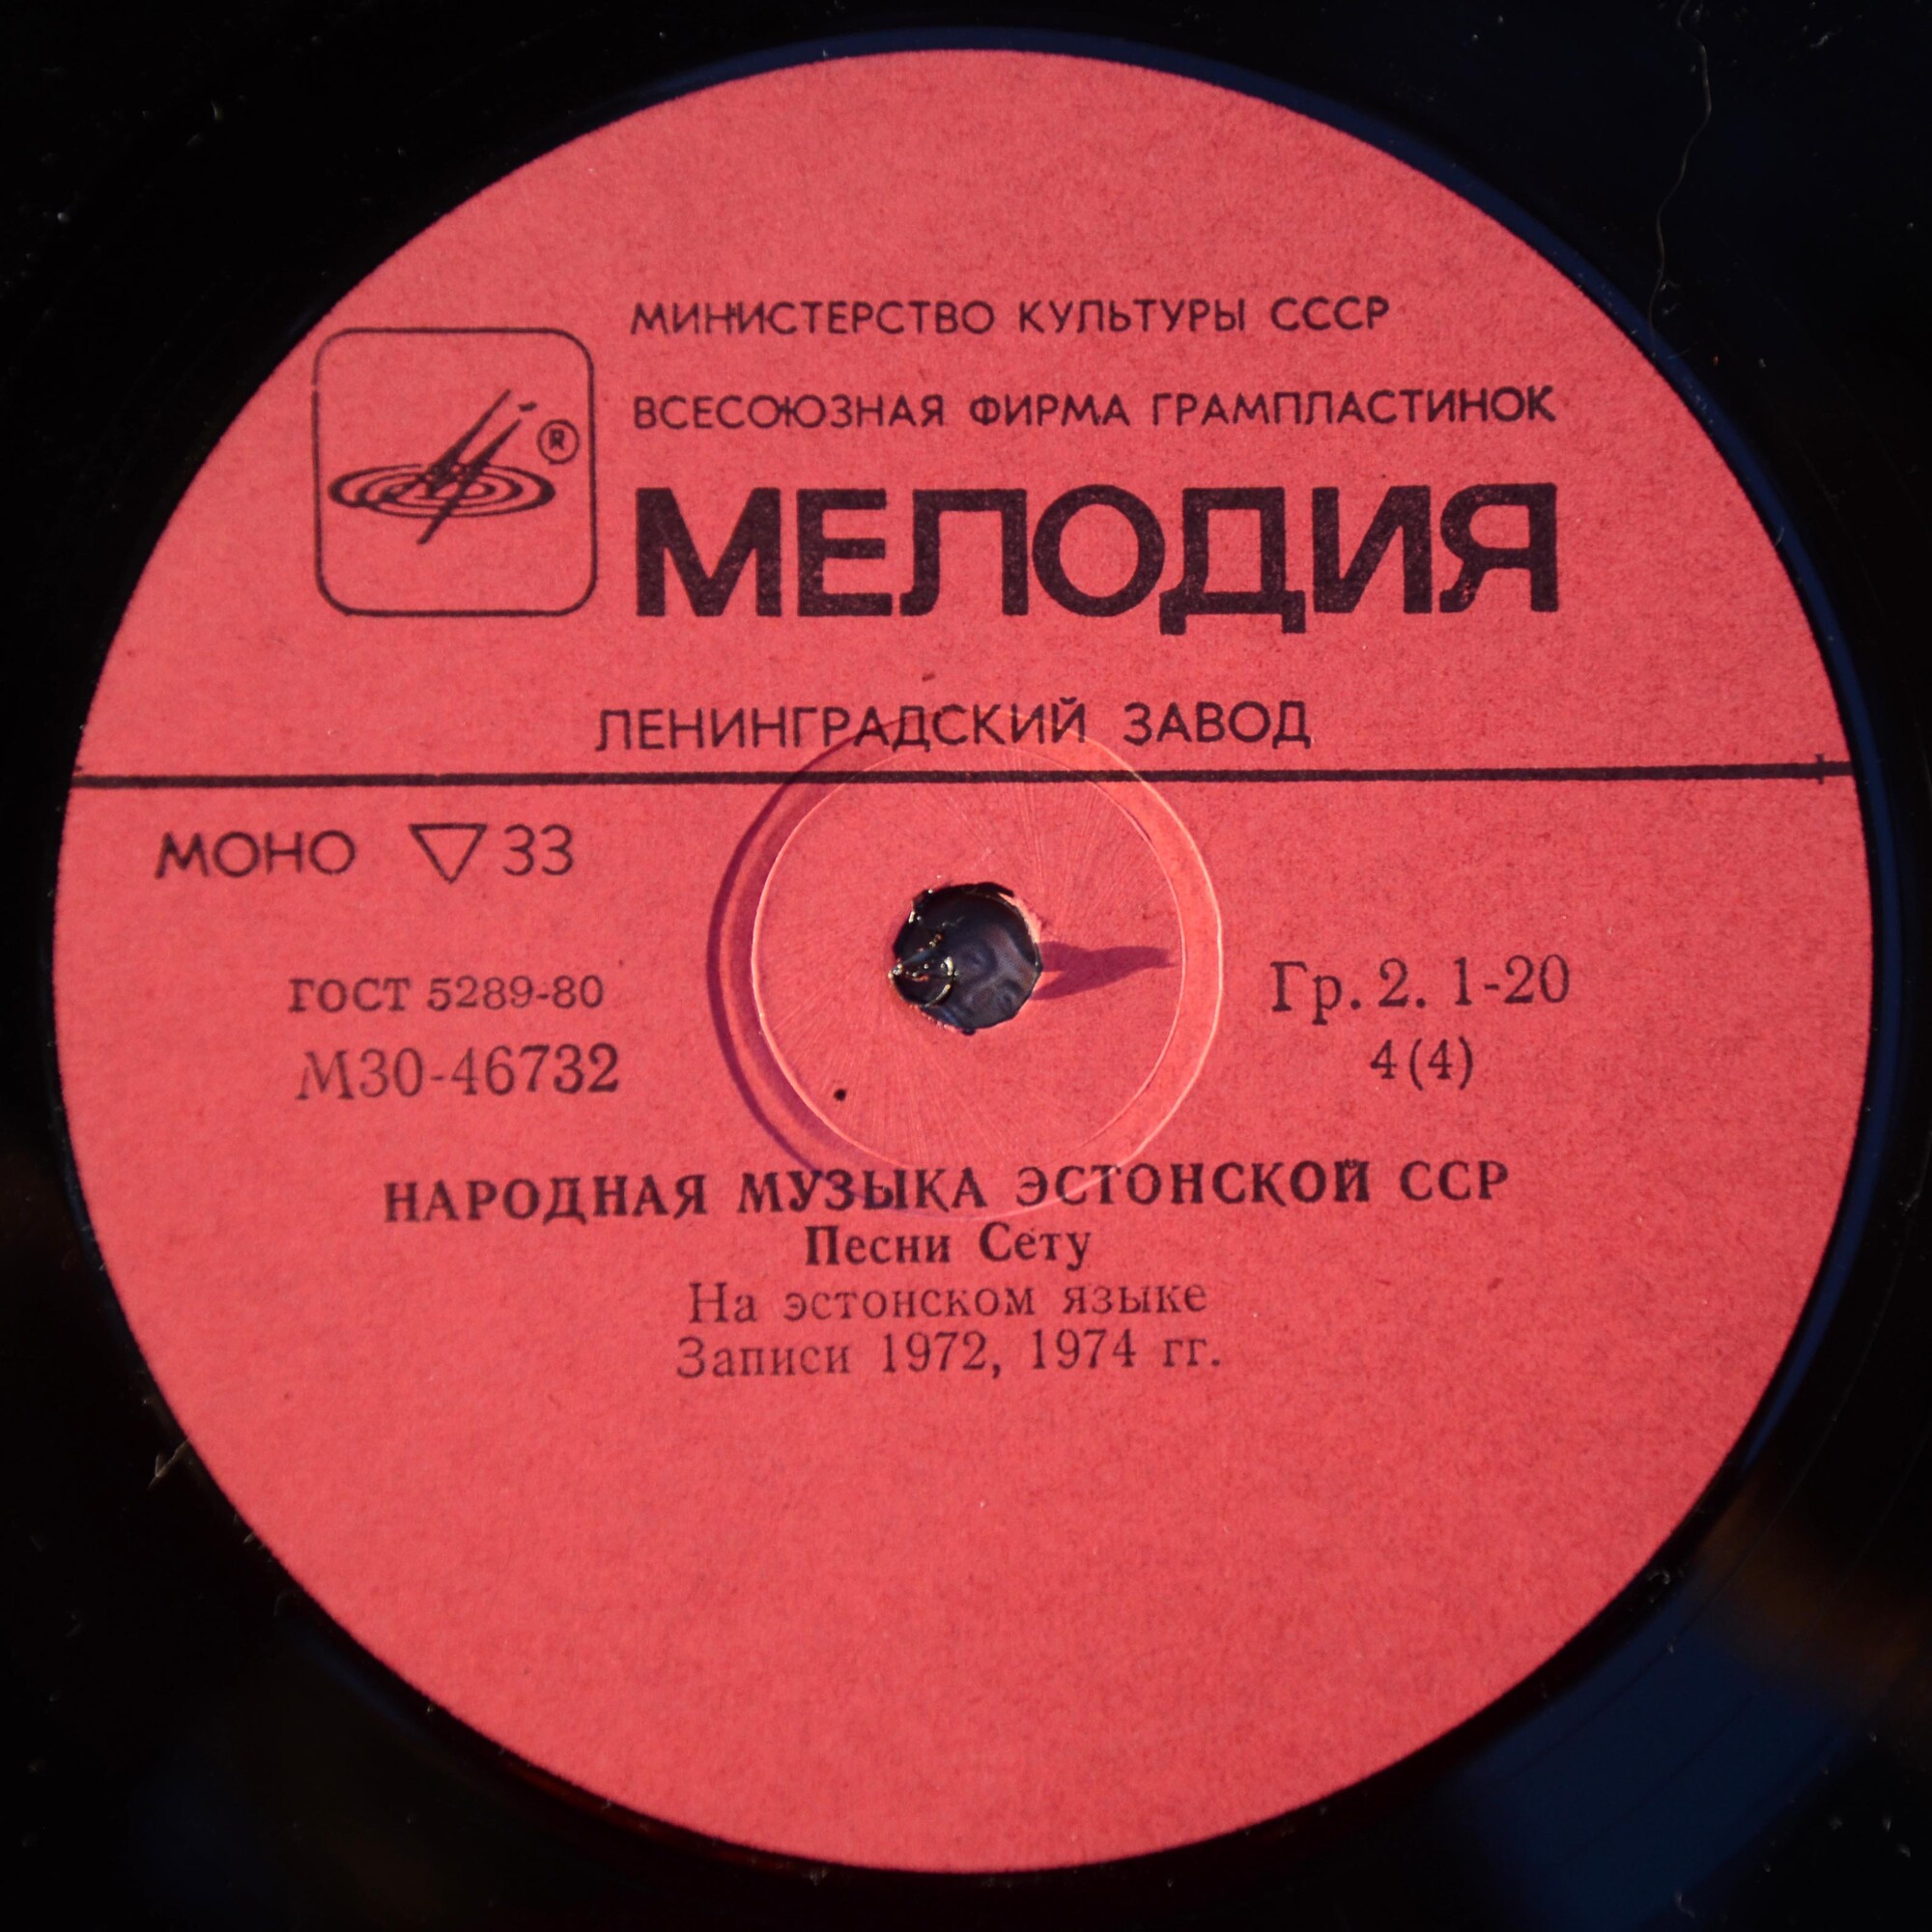 МИНИСТЕРСТВО КУЛЬТУРЫ СССР
ВСЕСОЮЗНАЯ ФИРМА ГРАМПЛАСТИНОК
®
МЕЛОДИЯ
ЛЕНИНГРАДСКИЙ ЗАВОД
МОНО ▽ 33
ГОСТ 5289-80
М30-46732
Гр. 2. 1-20
4(4)
НАРОДНАЯ МУЗЫКА ЭСТОНСКОЙ ССР
Песни Сету
На эстонском языке
Записи 1972, 1974 гг.